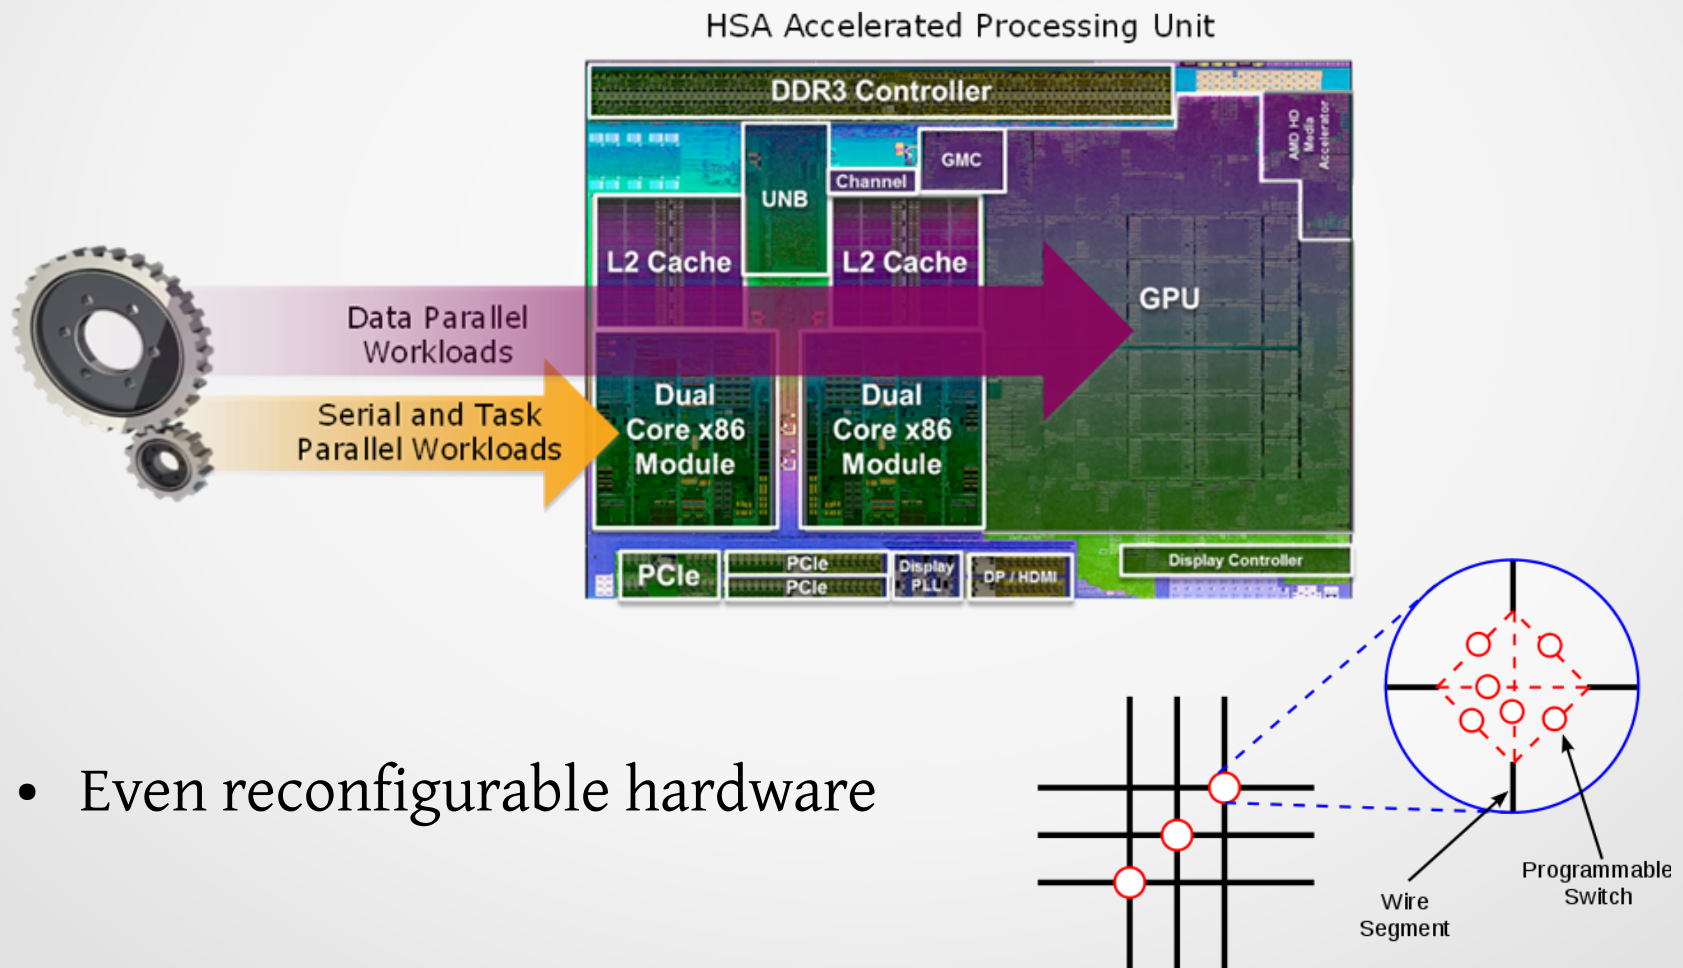 HSA Accelerated Processing Unit
DDR3 Controller
AMD HD
Media
Accelerator
UNB
Channel
GMC
L2 Cache
L2 Cache
GPU
Data Parallel
Workloads
Serial and Task
Parallel Workloads
Dual
Core x86
Module
Dual
Core x86
Module
PCIe
PCIe
PCIe
Display
PLL
DP / HDMI
Display Controller
• Even reconfigurable hardware
Wire
Segment
Programmable
Switch